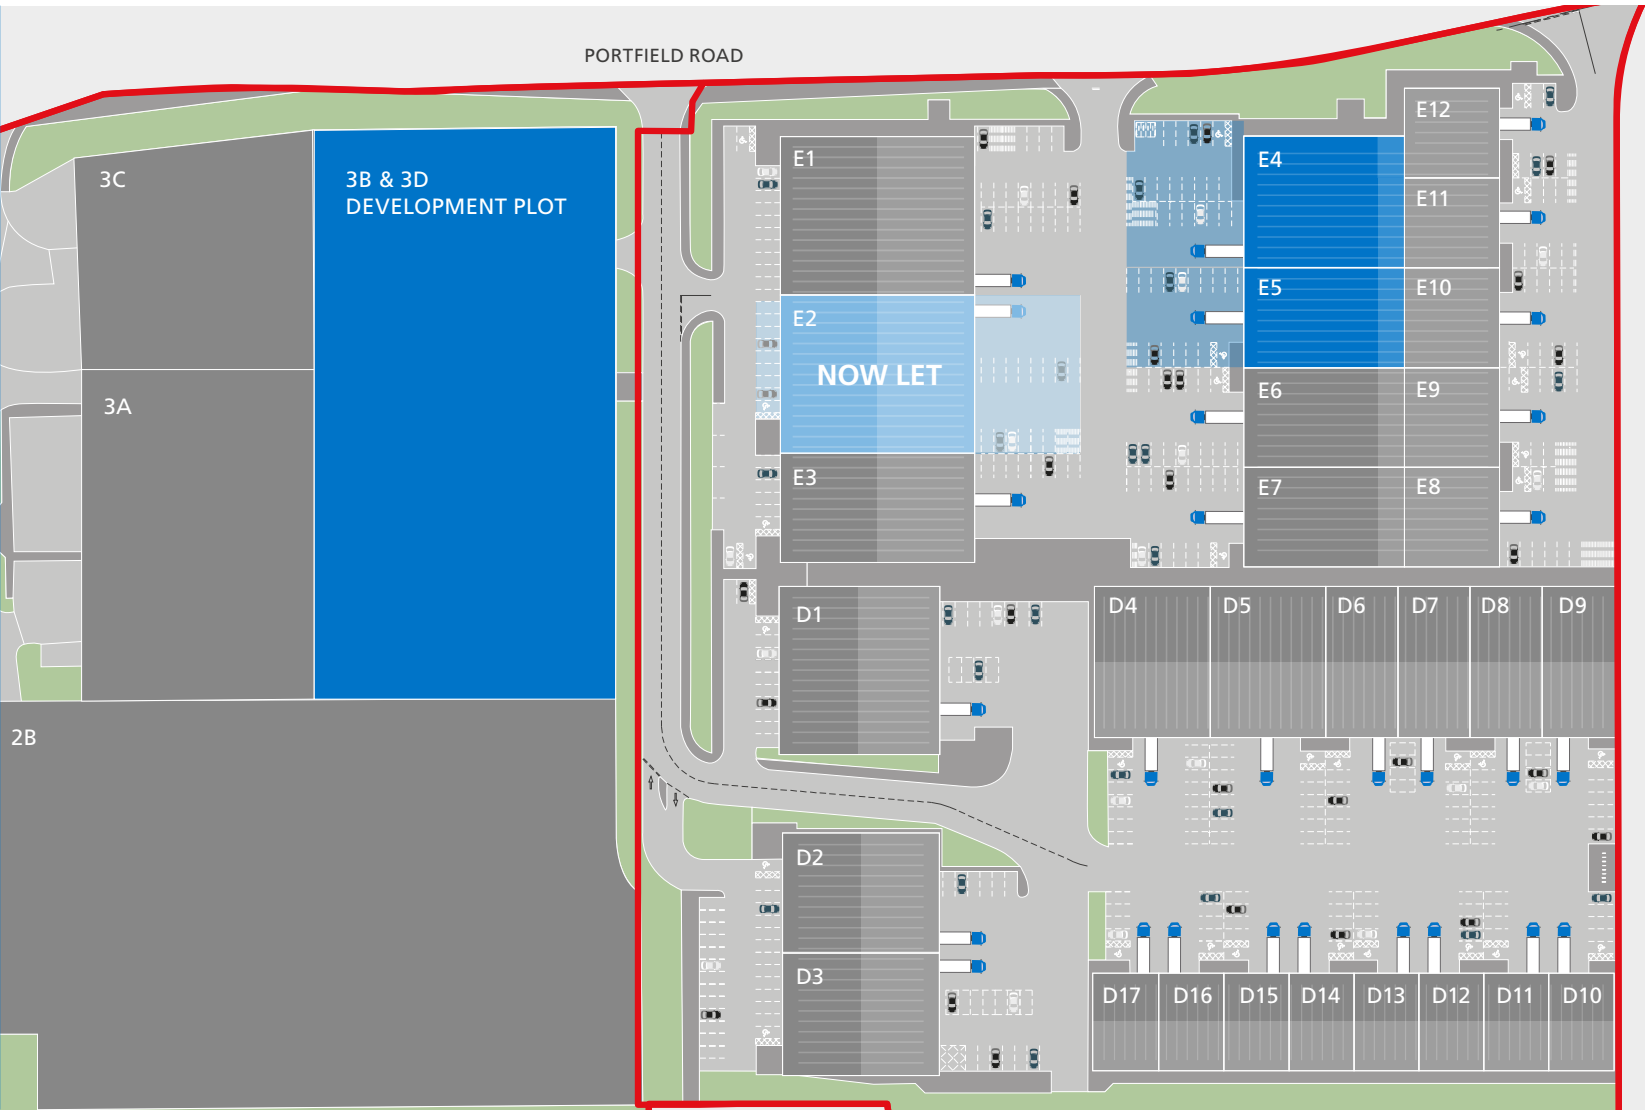 PORTFIELD ROAD
3C
3B & 3D
DEVELOPMENT PLOT
3A
2B
E1
E2
NOW LET
E3
E4
E5
E6
E7
E12
E11
E10
E9
E8
D1
D2
D3
D4
D5
D6
D7
D8
D9
D17
D16
D15
D14
D13
D12
D11
D10